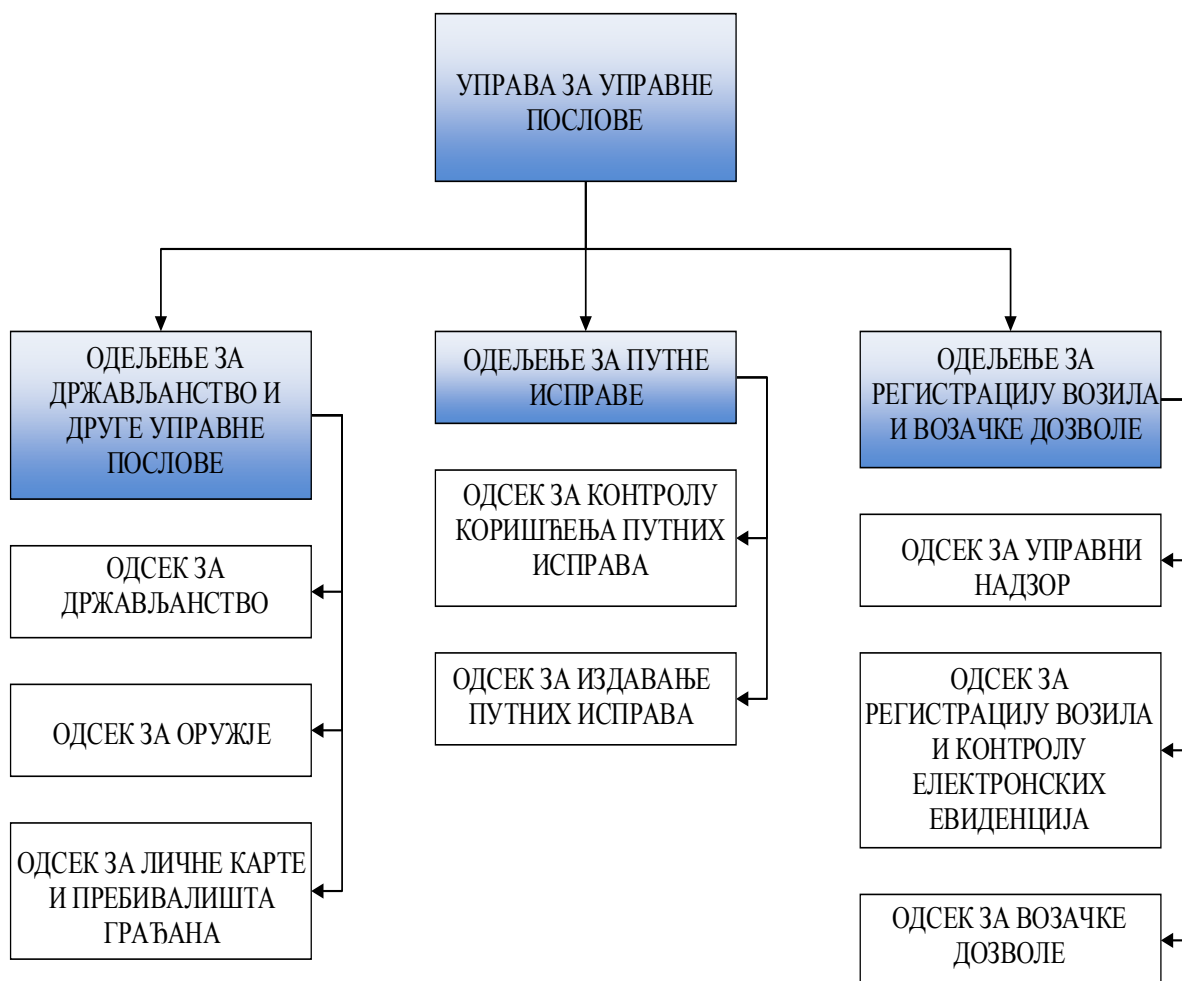 УПРАВА ЗА УПРАВНЕ
ПОСЛОВЕ
ОДЕЉЕЊЕ ЗА
ДРЖАВЉАНСТВО И
ДРУГЕ УПРАВНЕ
ПОСЛОВЕ
ОДСЕК ЗА
ДРЖАВЉАНСТВО
ОДСЕК ЗА ОРУЖЈЕ
ОДСЕК ЗА ЛИЧНЕ КАРТЕ
И ПРЕБИВАЛИШТА
ГРАЂАНА
ОДЕЉЕЊЕ ЗА ПУТНЕ
ИСПРАВЕ
ОДСЕК ЗА КОНТРОЛУ
КОРИШЋЕЊА ПУТНИХ
ИСПРАВА
ОДСЕК ЗА ИЗДАВАЊЕ
ПУТНИХ ИСПРАВА
ОДЕЉЕЊЕ ЗА
РЕГИСТРАЦИЈУ ВОЗИЛА
И ВОЗАЧКЕ ДОЗВОЛЕ
ОДСЕК ЗА УПРАВНИ
НАДЗОР
ОДСЕК ЗА
РЕГИСТРАЦИЈУ ВОЗИЛА
И КОНТРОЛУ
ЕЛЕКТРОНСКИХ
ЕВИДЕНЦИЈА
ОДСЕК ЗА ВОЗАЧКЕ
ДОЗВОЛЕ